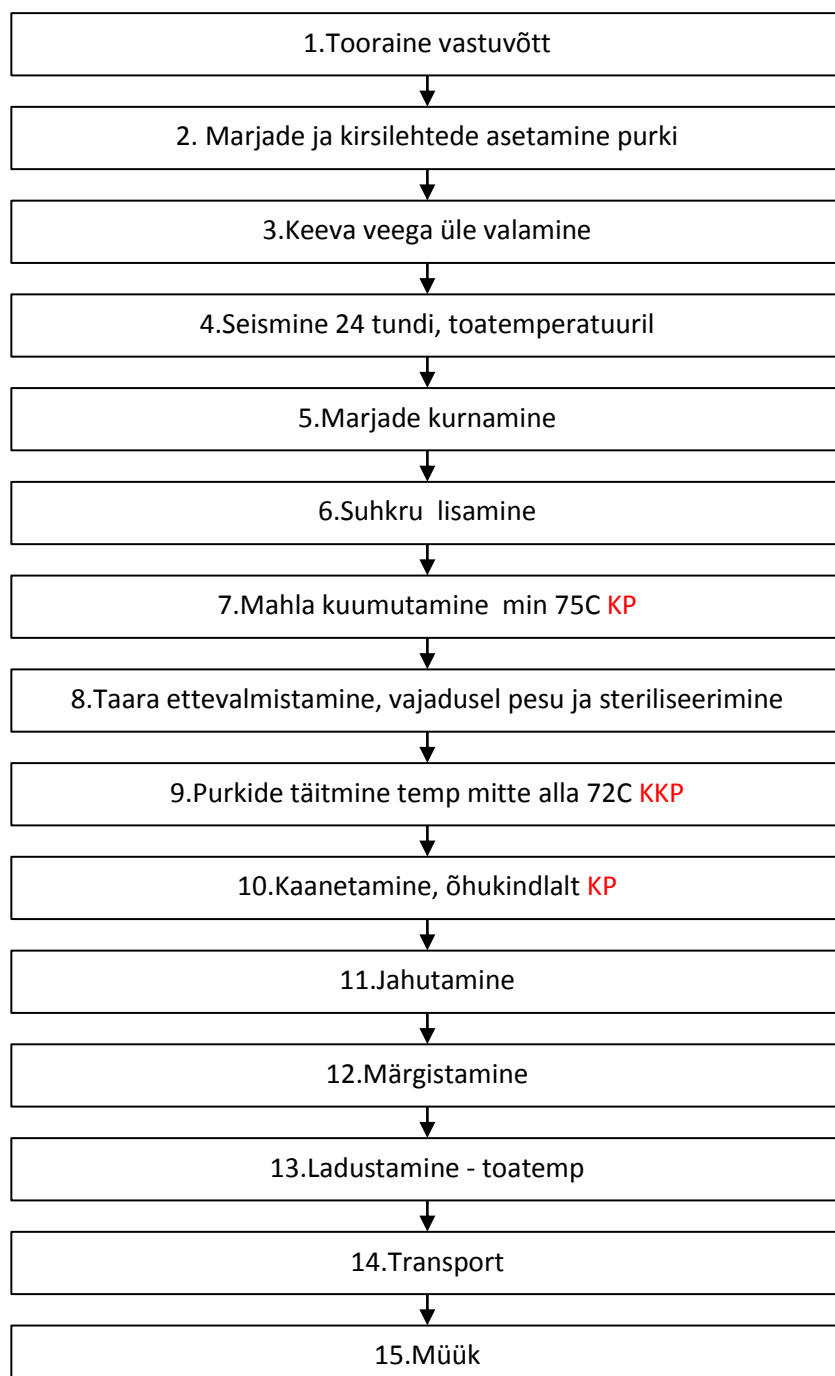 1.Tooraine vastuvõtt
2. Marjade ja kirsilehtede asetamine purki
3.Keeva veega üle valamine
4.Seismine 24 tundi, toatemperatuuril
5.Marjade kurnamine
6.Suhkru  lisamine
7.Mahla kuumutamine  min 75C KP
8.Taara ettevalmistamine, vajadusel pesu ja steriliseerimine
9.Purkide täitmine temp mitte alla 72C KKP
10.Kaanetamine, õhukindlalt KP
11.Jahutamine
12.Märgistamine
13.Ladustamine - toatemp
14.Transport
15.Müük